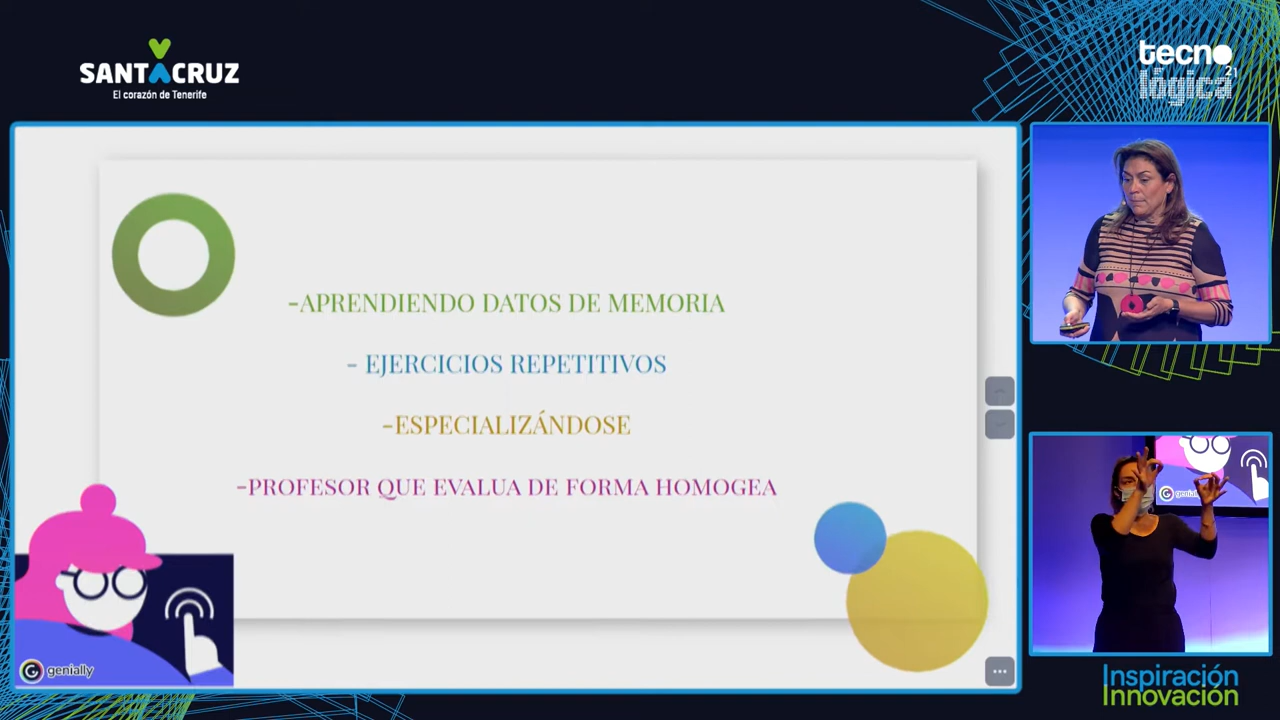 SANTACRUZ
El corazón de Tenerife
tecno
lógica
21
-APRENDIENDO DATOS DE MEMORIA
- EJERCICIOS REPETITIVOS
-ESPECIALIZÁNDOSE
-PROFESOR QUE EVALUA DE FORMA HOMOGEA
G genially
Inspiración
Innovación